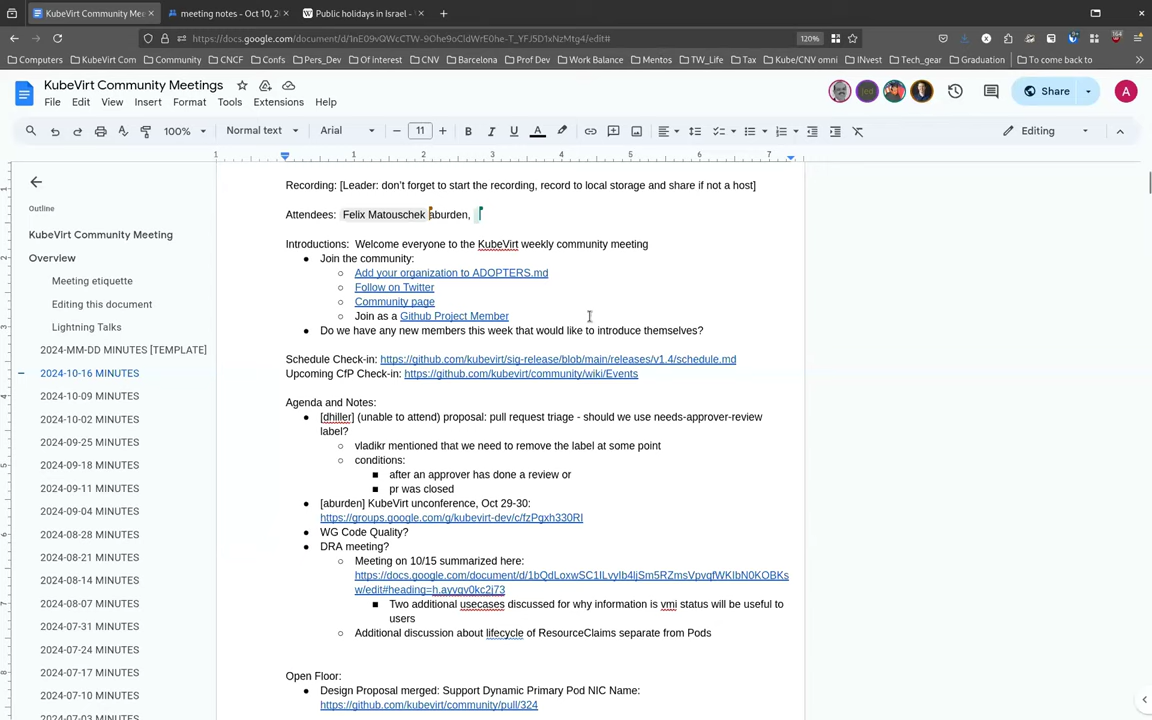 KubeVirt Community Mee
meeting notes - Oct 10, 20
Public holidays in Israel -
https://docs.google.com/document/d/1nE09vQWcCTW-9Ohe9oCldWrE0he-T_YFJ5D1xNzMtg4/edit#
120%
164
Computers
KubeVirt Com
Community
CNCF
Confs
Pers_Dev
Of interest
CNV
Barcelona
Prof Dev
Work Balance
Mentos
TW_Life
Tax
Kube/CNV omni
INvest
Tech_gear
Graduation
To come back to
KubeVirt Community Meetings
File Edit View Insert Format Tools Extensions Help
Share
A
100%
Normal text
Arial
11
Editing
1 1 2 3 4 5 6 7
Outline
KubeVirt Community Meeting
Overview
Meeting etiquette
Editing this document
Lightning Talks
2024-MM-DD MINUTES [TEMPLATE]
2024-10-16 MINUTES
2024-10-09 MINUTES
2024-10-02 MINUTES
2024-09-25 MINUTES
2024-09-18 MINUTES
2024-09-11 MINUTES
2024-09-04 MINUTES
2024-08-28 MINUTES
2024-08-21 MINUTES
2024-08-14 MINUTES
2024-08-07 MINUTES
2024-07-31 MINUTES
2024-07-24 MINUTES
2024-07-17 MINUTES
2024-07-10 MINUTES
2024-07-03 MINUTES
Recording: [Leader: don't forget to start the recording, record to local storage and share if not a host]
Attendees: Felix Matouschek aburden,
Introductions: Welcome everyone to the KubeVirt weekly community meeting
● Join the community:
○ Add your organization to ADOPTERS.md
○ Follow on Twitter
○ Community page
○ Join as a Github Project Member
● Do we have any new members this week that would like to introduce themselves?
Schedule Check-in: https://github.com/kubevirt/sig-release/blob/main/releases/v1.4/schedule.md
Upcoming CfP Check-in: https://github.com/kubevirt/community/wiki/Events
Agenda and Notes:
● [dhiller] (unable to attend) proposal: pull request triage - should we use needs-approver-review
label?
○ vladikr mentioned that we need to remove the label at some point
○ conditions:
■ after an approver has done a review or
■ pr was closed
● [aburden] KubeVirt unconference, Oct 29-30:
https://groups.google.com/g/kubevirt-dev/c/fzPgxh330RI
● WG Code Quality?
● DRA meeting?
○ Meeting on 10/15 summarized here:
https://docs.google.com/document/d/1bQdLoxwSC1ILvyIb4ljSm5RZmsVpvqfWKIbN0KOBKs
w/edit#heading=h.ayvqv0kc2j73
■ Two additional usecases discussed for why information is vmi status will be useful to
users
○ Additional discussion about lifecycle of ResourceClaims separate from Pods
Open Floor:
● Design Proposal merged: Support Dynamic Primary Pod NIC Name:
https://github.com/kubevirt/community/pull/324